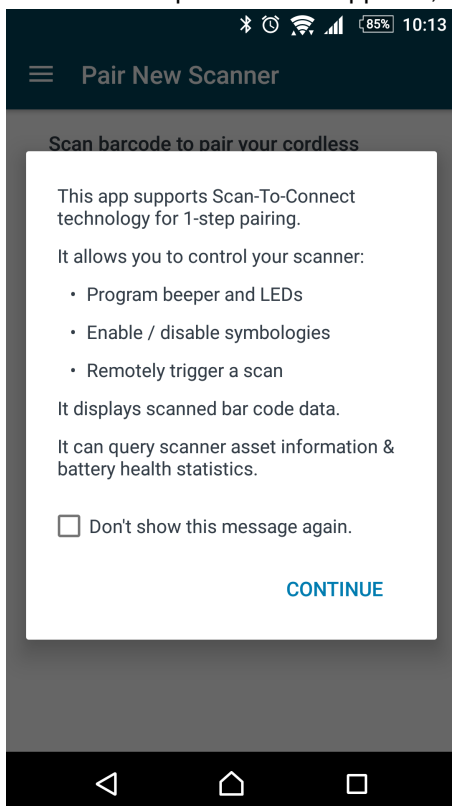 85% 10:13
Pair New Scanner
Scan barcode to pair your cordless
This app supports Scan-To-Connect
technology for 1-step pairing.
It allows you to control your scanner:
• Program beeper and LEDs
• Enable / disable symbologies
• Remotely trigger a scan
It displays scanned bar code data.
It can query scanner asset information &
battery health statistics.
Don't show this message again.
CONTINUE